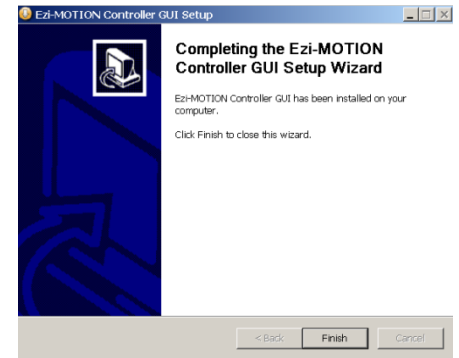 Ezi-MOTION Controller GUI Setup
Completing the Ezi-MOTION
Controller GUI Setup Wizard
Ezi-MOTION Controller GUI has been installed on your
computer.
Click Finish to close this wizard.
< Back Finish Cancel